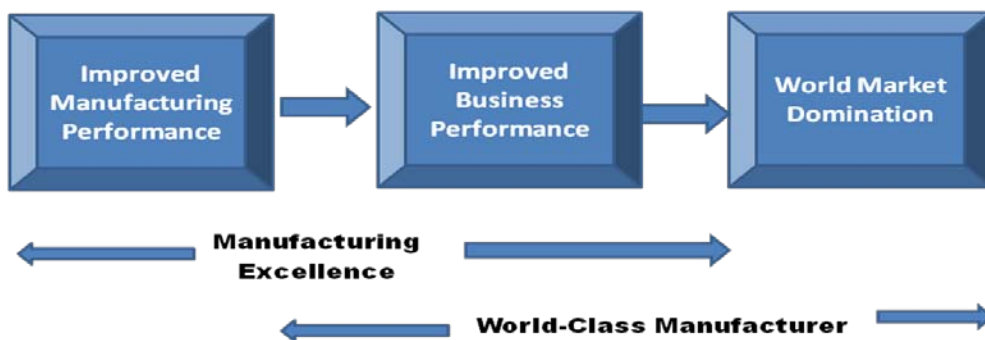 Improved
Manufacturing
Performance
Improved
Business
Performance
World Market
Domination
Manufacturing
Excellence
World-Class Manufacturer